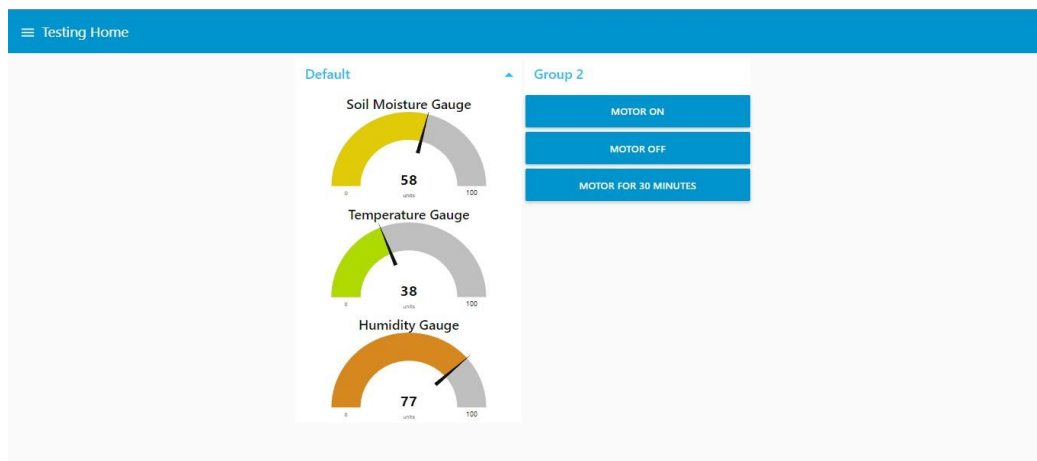 Testing Home
Default
Soil Moisture Gauge
58
units
0
100
Temperature Gauge
38
units
0
100
Humidity Gauge
77
units
0
100
Group 2
MOTOR ON
MOTOR OFF
MOTOR FOR 30 MINUTES